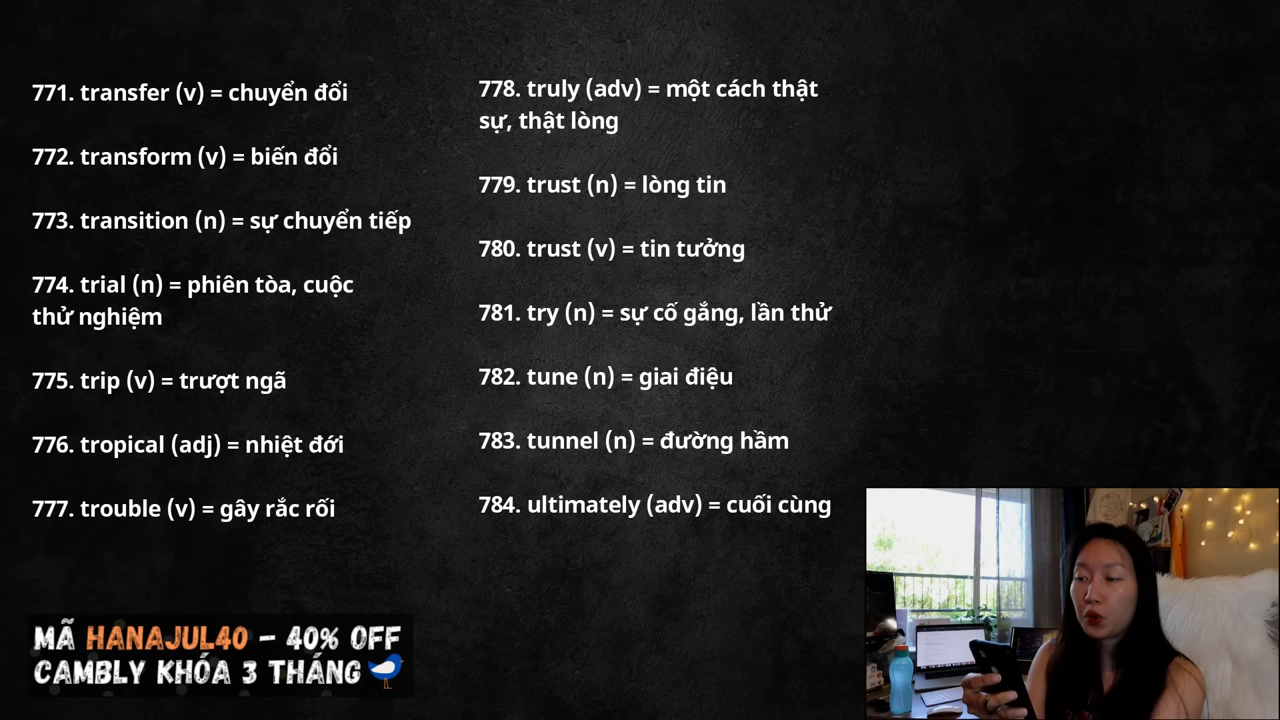 771. transfer (v) = chuyển đổi
772. transform (v) = biến đổi
773. transition (n) = sự chuyển tiếp
774. trial (n) = phiên tòa, cuộc
thử nghiệm
775. trip (v) = trượt ngã
776. tropical (adj) = nhiệt đới
777. trouble (v) = gây rắc rối
778. truly (adv) = một cách thật
sự, thật lòng
779. trust (n) = lòng tin
780. trust (v) = tin tưởng
781. try (n) = sự cố gắng, lần thử
782. tune (n) = giai điệu
783. tunnel (n) = đường hầm
784. ultimately (adv) = cuối cùng
MÃ HANAJUL40 – 40% OFF
CAMBLY KHÓA 3 THÁNG